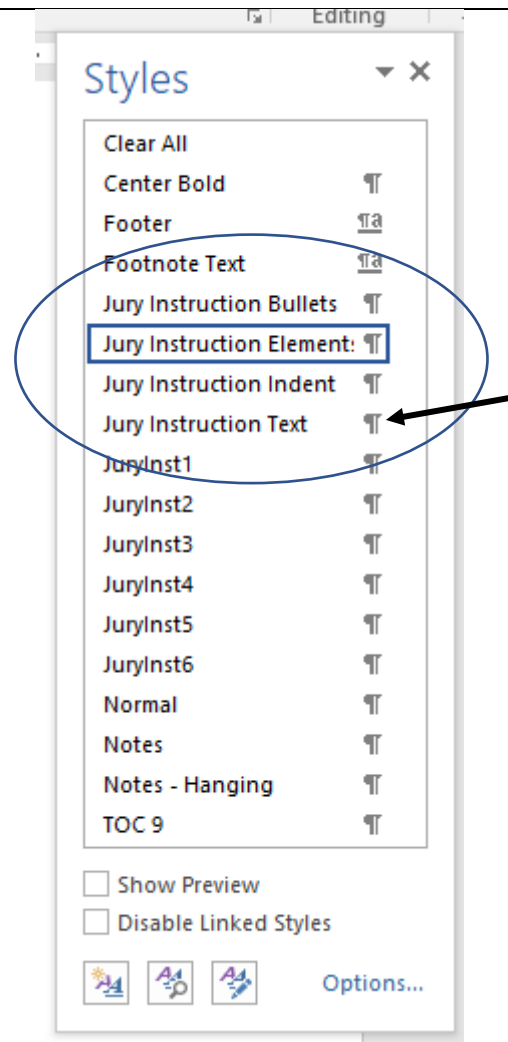 Editing
Styles
Clear All
Center Bold ¶
Footer ¶a
Footnote Text ¶a
Jury Instruction Bullets ¶
Jury Instruction Element: ¶
Jury Instruction Indent ¶
Jury Instruction Text ¶
JuryInst1 ¶
JuryInst2 ¶
JuryInst3 ¶
JuryInst4 ¶
JuryInst5 ¶
JuryInst6 ¶
Normal ¶
Notes ¶
Notes - Hanging ¶
TOC 9 ¶
Show Preview
Disable Linked Styles
Options...